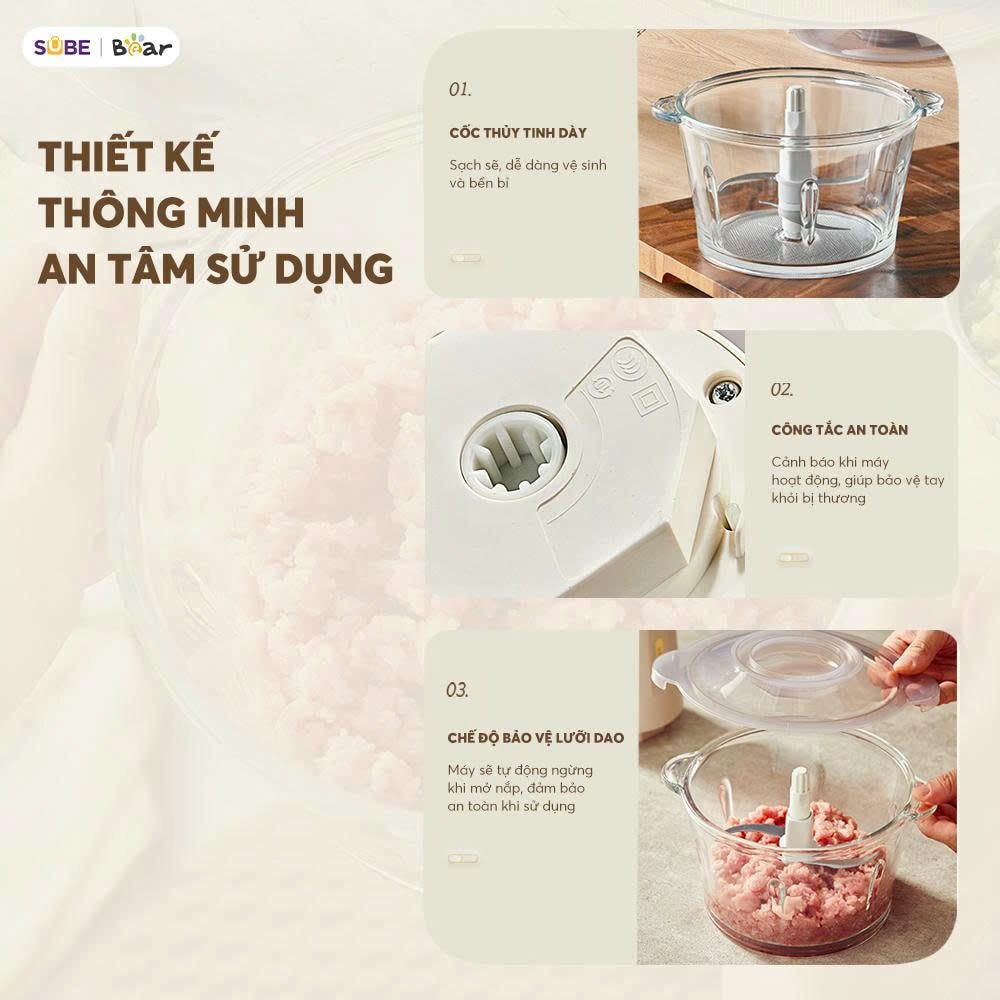 SUBE | Bear
THIẾT KẾ
THÔNG MINH
AN TÂM SỬ DỤNG
01.
CỐC THỦY TINH DÀY
Sạch sẽ, dễ dàng vệ sinh
và bền bỉ
02.
CÔNG TẮC AN TOÀN
Cảnh báo khi máy
hoạt động, giúp bảo vệ tay
khỏi bị thương
03.
CHẾ ĐỘ BẢO VỆ LƯỠI DAO
Máy sẽ tự động ngừng
khi mở nắp, đảm bảo
an toàn khi sử dụng